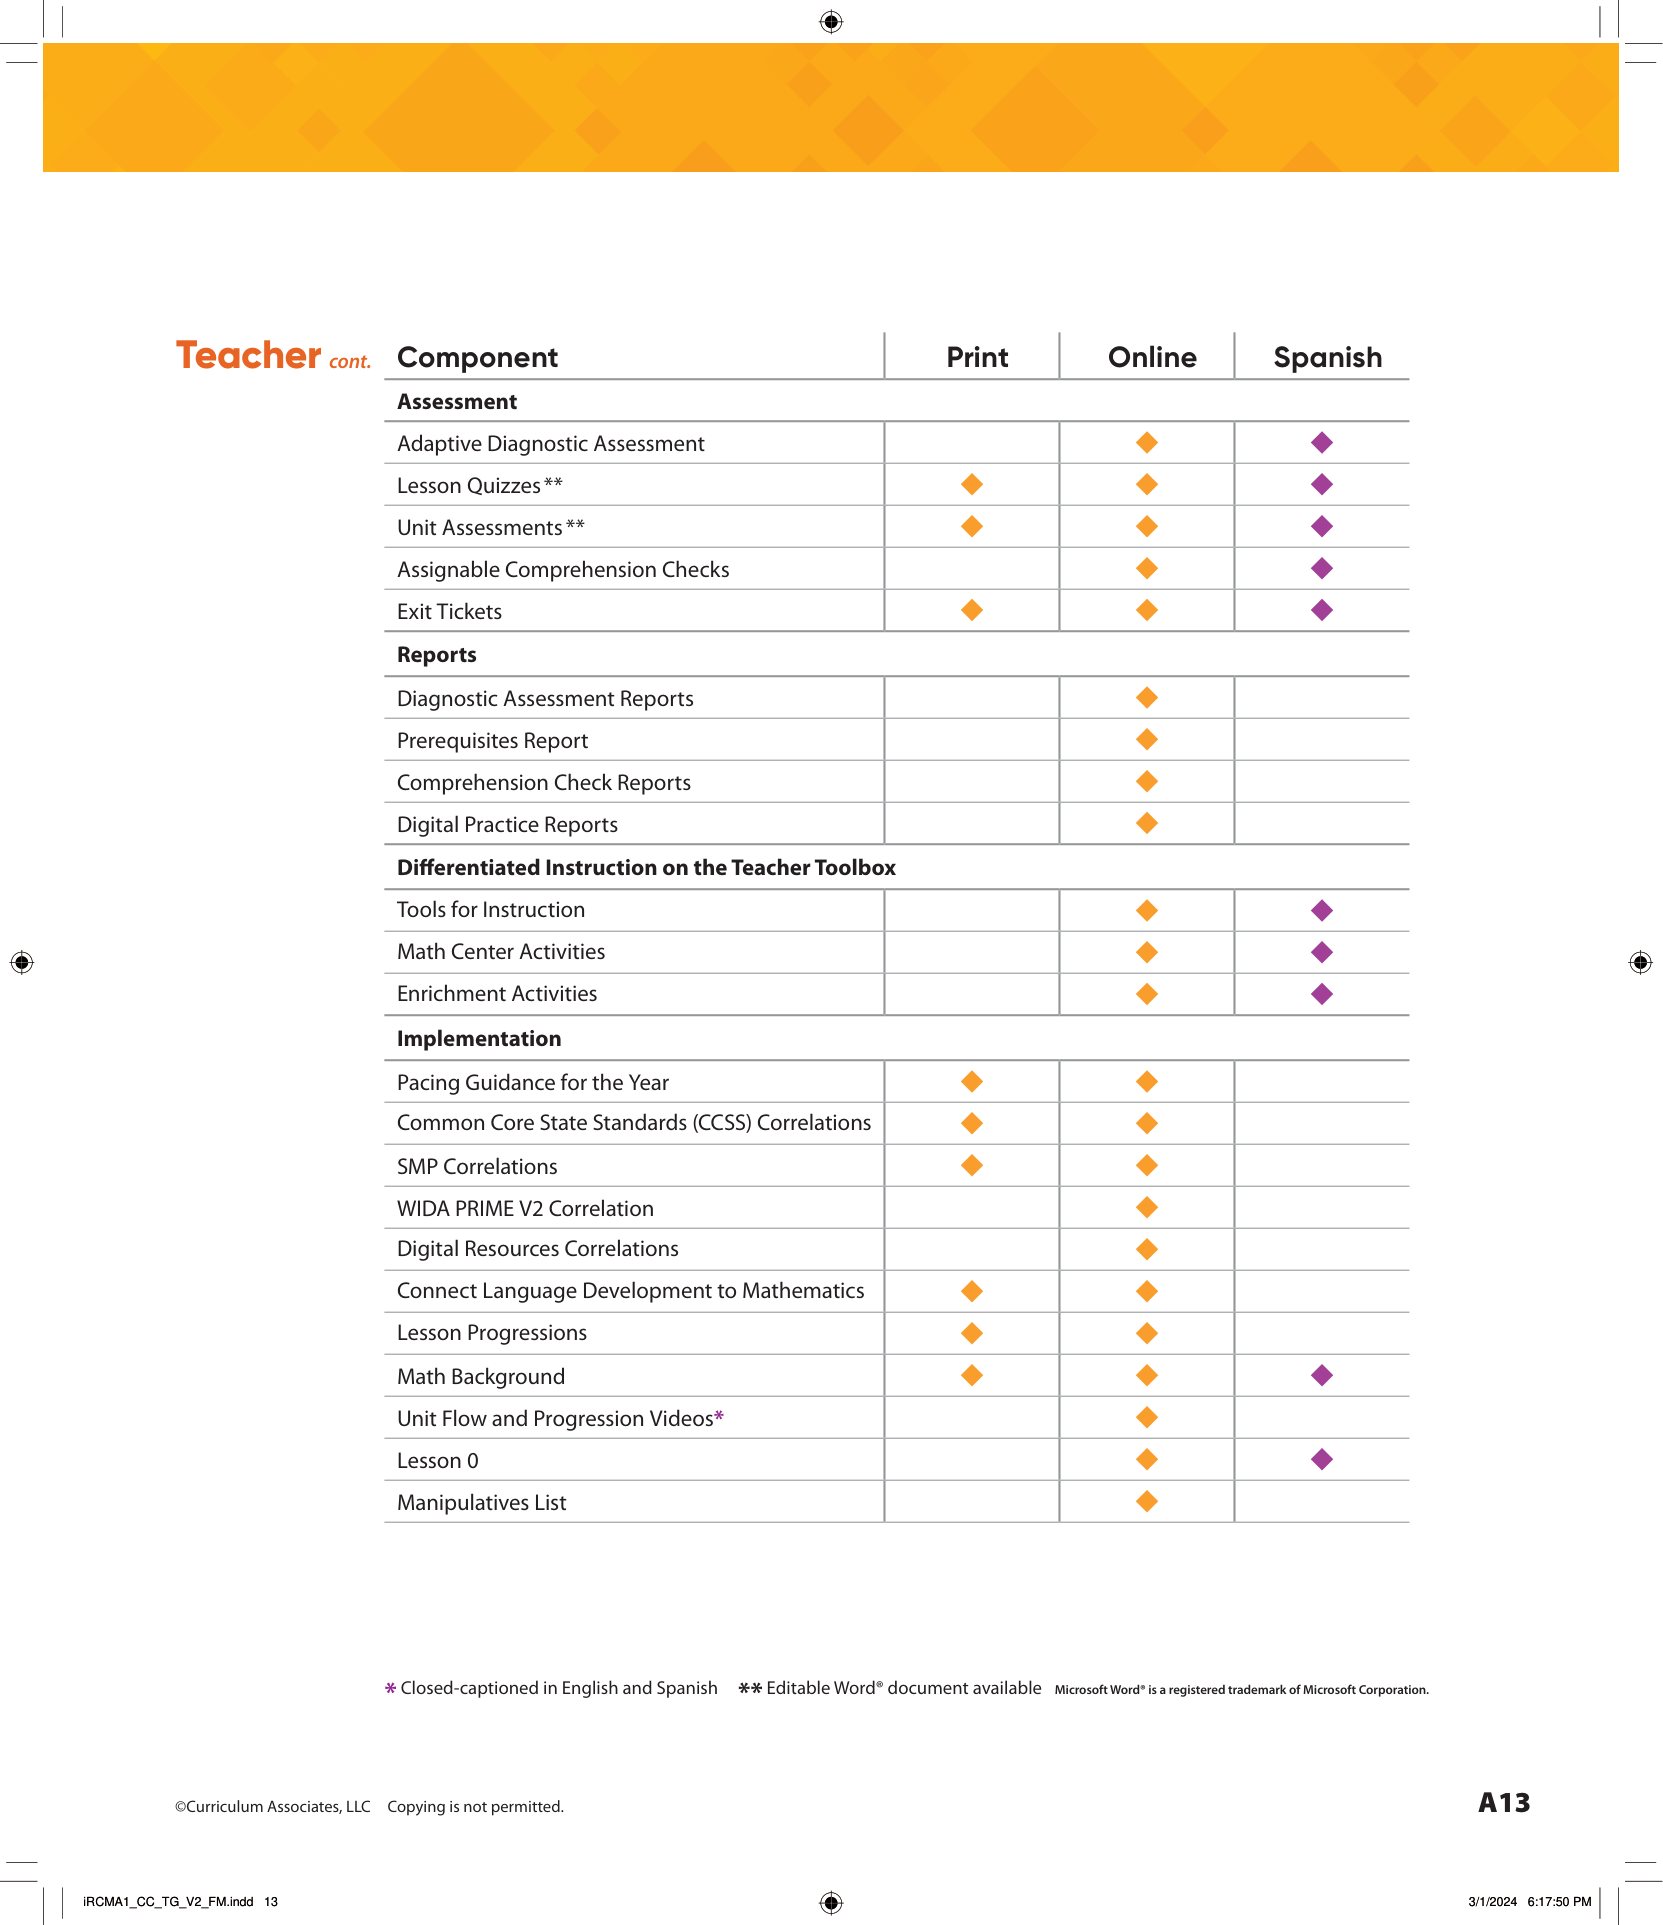 Teacher cont. Component Print Online Spanish
Assessment
Adaptive Diagnostic Assessment ◆ ◆
Lesson Quizzes ** ◆ ◆ ◆
Unit Assessments ** ◆ ◆ ◆
Assignable Comprehension Checks ◆ ◆
Exit Tickets ◆ ◆ ◆
Reports
Diagnostic Assessment Reports ◆
Prerequisites Report ◆
Comprehension Check Reports ◆
Digital Practice Reports ◆
Differentiated Instruction on the Teacher Toolbox
Tools for Instruction ◆ ◆
Math Center Activities ◆ ◆
Enrichment Activities ◆ ◆
Implementation
Pacing Guidance for the Year ◆ ◆
Common Core State Standards (CCSS) Correlations ◆ ◆
SMP Correlations ◆ ◆
WIDA PRIME V2 Correlation ◆
Digital Resources Correlations ◆
Connect Language Development to Mathematics ◆ ◆
Lesson Progressions ◆ ◆
Math Background ◆ ◆ ◆
Unit Flow and Progression Videos* ◆
Lesson 0 ◆ ◆
Manipulatives List ◆
* Closed-captioned in English and Spanish ** Editable Word® document available Microsoft Word® is a registered trademark of Microsoft Corporation.
©Curriculum Associates, LLC Copying is not permitted. A13
iRCMA1_CC_TG_V2_FM.indd 13 3/1/2024 6:17:50 PM